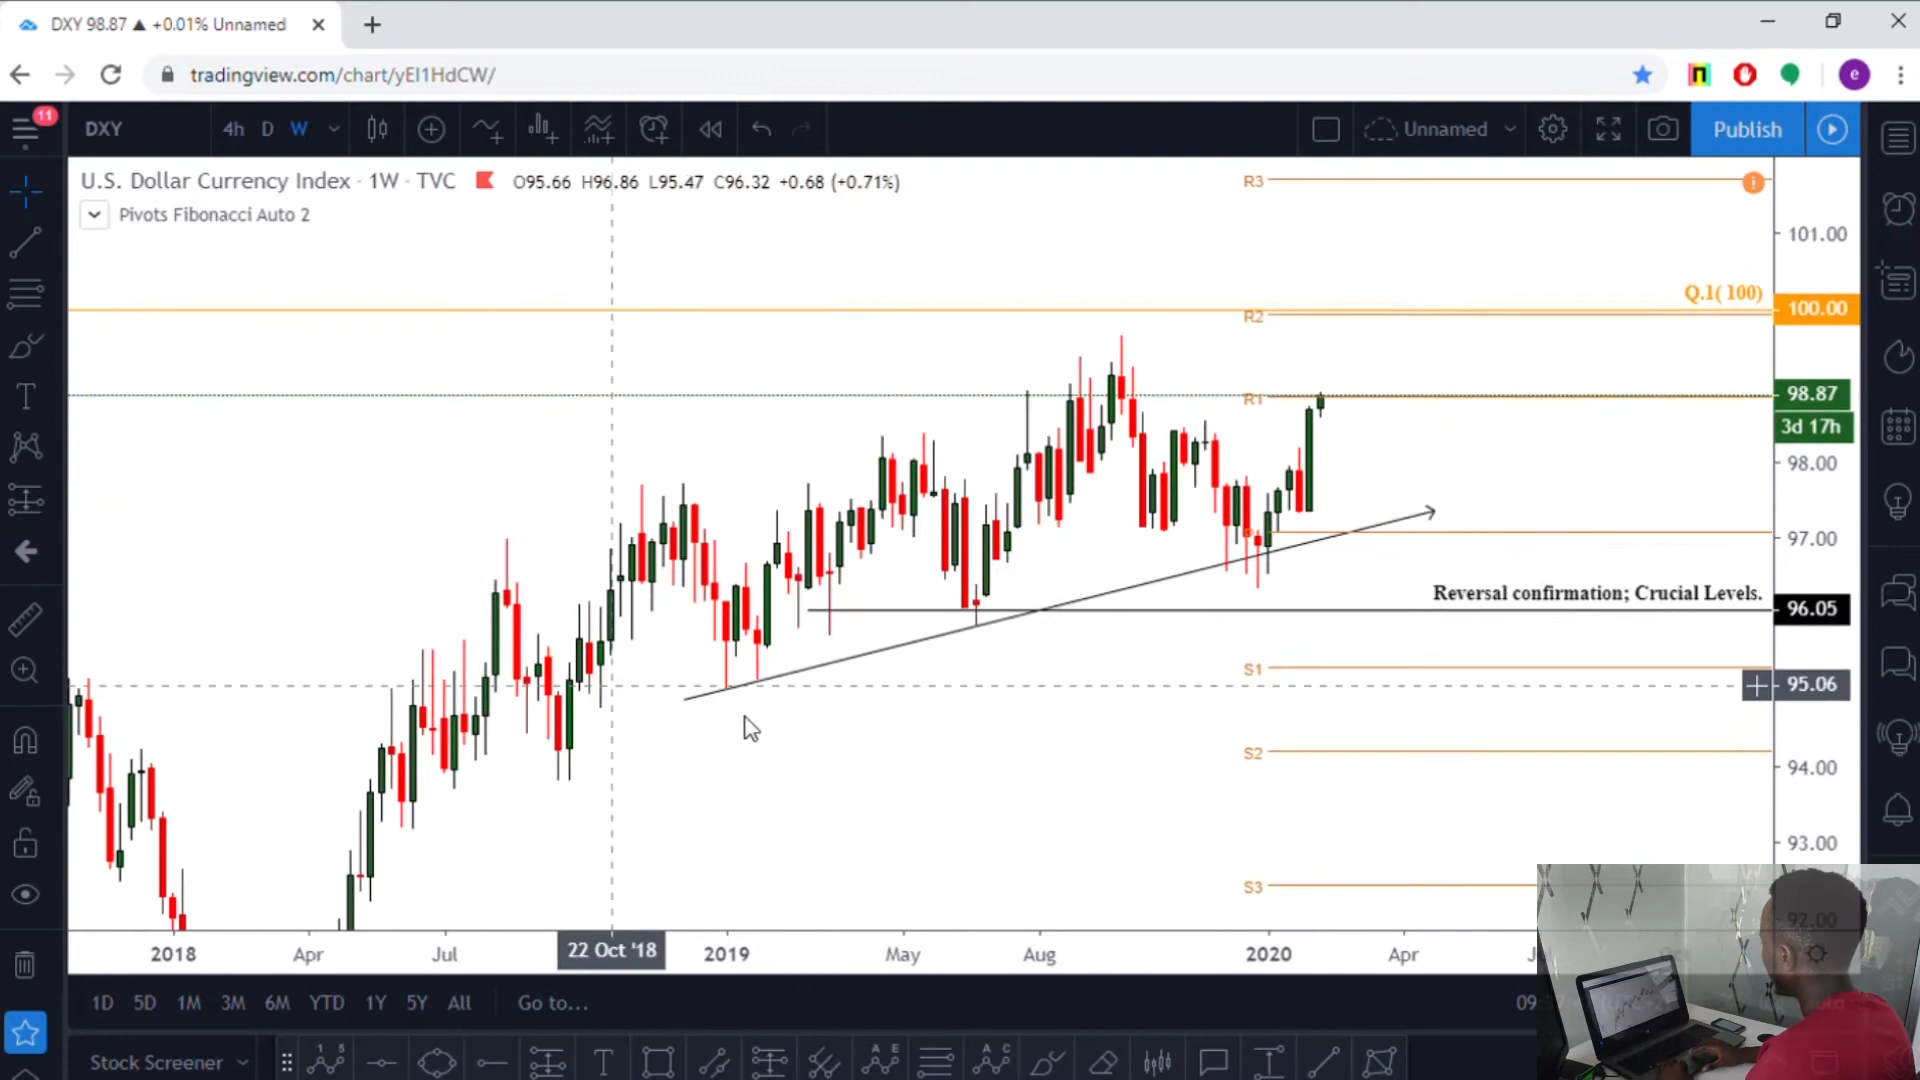 DXY 98.87 ▲ +0.01% Unnamed
tradingview.com/chart/yEI1HdCW/
e
11
DXY 4h D W Unnamed Publish
U.S. Dollar Currency Index · 1W · TVC O95.66 H96.86 L95.47 C96.32 +0.68 (+0.71%)
Pivots Fibonacci Auto 2
R3
101.00
Q.1( 100)
100.00
R2
98.87
R1
3d 17h
98.00
P
97.00
Reversal confirmation; Crucial Levels.
96.05
S1
95.06
S2
94.00
93.00
S3
92.00
2018 Apr Jul 22 Oct '18 2019 May Aug 2020 Apr
1D 5D 1M 3M 6M YTD 1Y 5Y All Go to...
Stock Screener